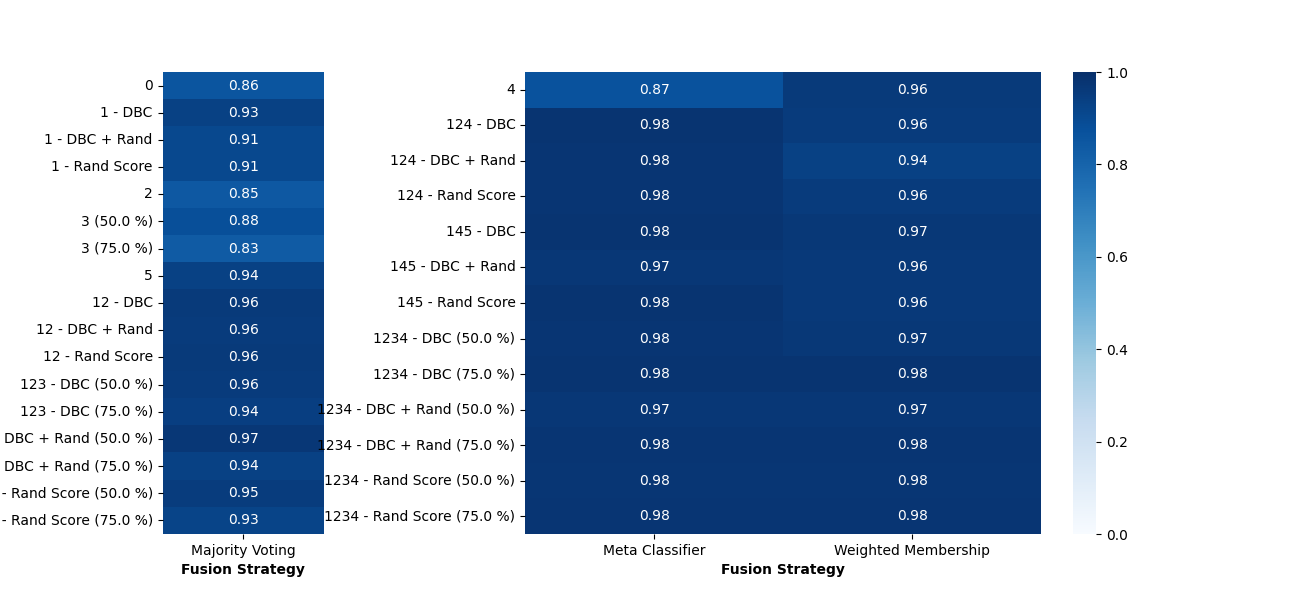 0 0.86
1 - DBC 0.93
1 - DBC + Rand 0.91
1 - Rand Score 0.91
2 0.85
3 (50.0 %) 0.88
3 (75.0 %) 0.83
5 0.94
12 - DBC 0.96
12 - DBC + Rand 0.96
12 - Rand Score 0.96
123 - DBC (50.0 %) 0.96
123 - DBC (75.0 %) 0.94
DBC + Rand (50.0 %) 0.97
DBC + Rand (75.0 %) 0.94
- Rand Score (50.0 %) 0.95
- Rand Score (75.0 %) 0.93
Majority Voting
Fusion Strategy
4 0.87 0.96
124 - DBC 0.98 0.96
124 - DBC + Rand 0.98 0.94
124 - Rand Score 0.98 0.96
145 - DBC 0.98 0.97
145 - DBC + Rand 0.97 0.96
145 - Rand Score 0.98 0.96
1234 - DBC (50.0 %) 0.98 0.97
1234 - DBC (75.0 %) 0.98 0.98
1234 - DBC + Rand (50.0 %) 0.97 0.97
1234 - DBC + Rand (75.0 %) 0.98 0.98
1234 - Rand Score (50.0 %) 0.98 0.98
1234 - Rand Score (75.0 %) 0.98 0.98
Meta Classifier Weighted Membership
Fusion Strategy
1.0
0.8
0.6
0.4
0.2
0.0